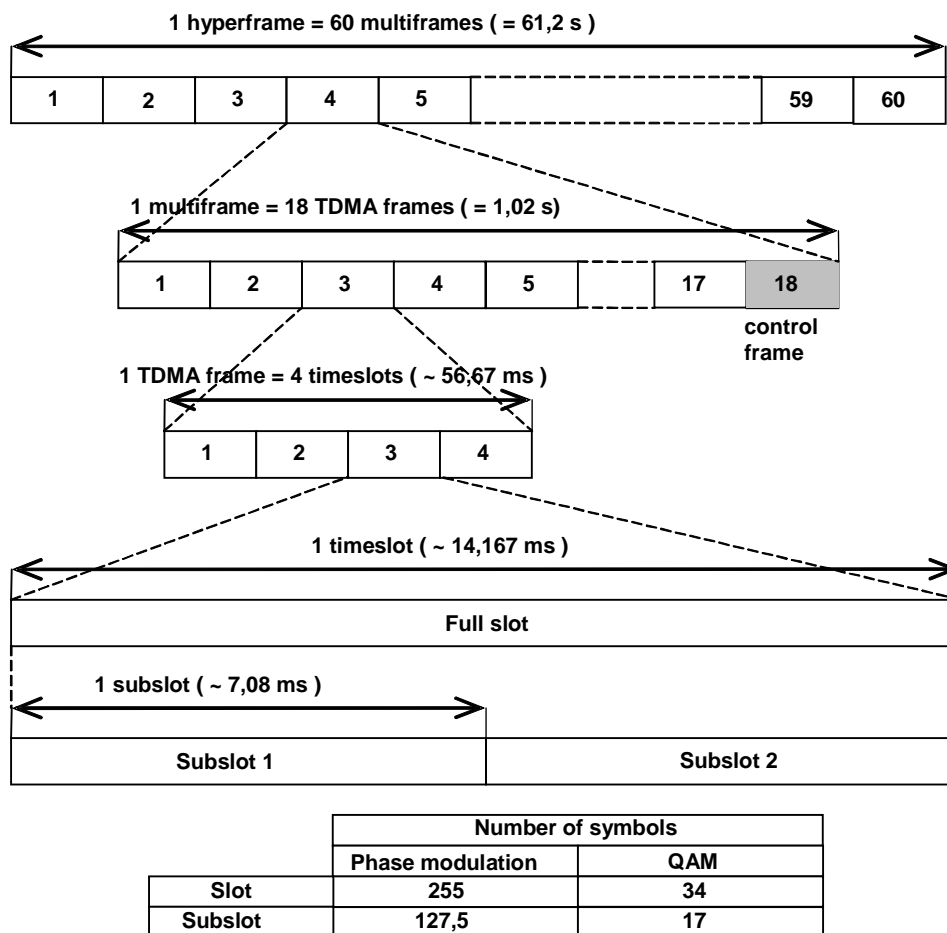 1 hyperframe = 60 multiframes ( = 61,2 s )
1 2 3 4 5 59 60
1 multiframe = 18 TDMA frames ( = 1,02 s)
1 2 3 4 5 17 18
control
frame
1 TDMA frame = 4 timeslots ( ~ 56,67 ms )
1 2 3 4
1 timeslot ( ~ 14,167 ms )
Full slot
1 subslot ( ~ 7,08 ms )
Subslot 1 Subslot 2
Number of symbols
Phase modulation QAM
Slot 255 34
Subslot 127,5 17